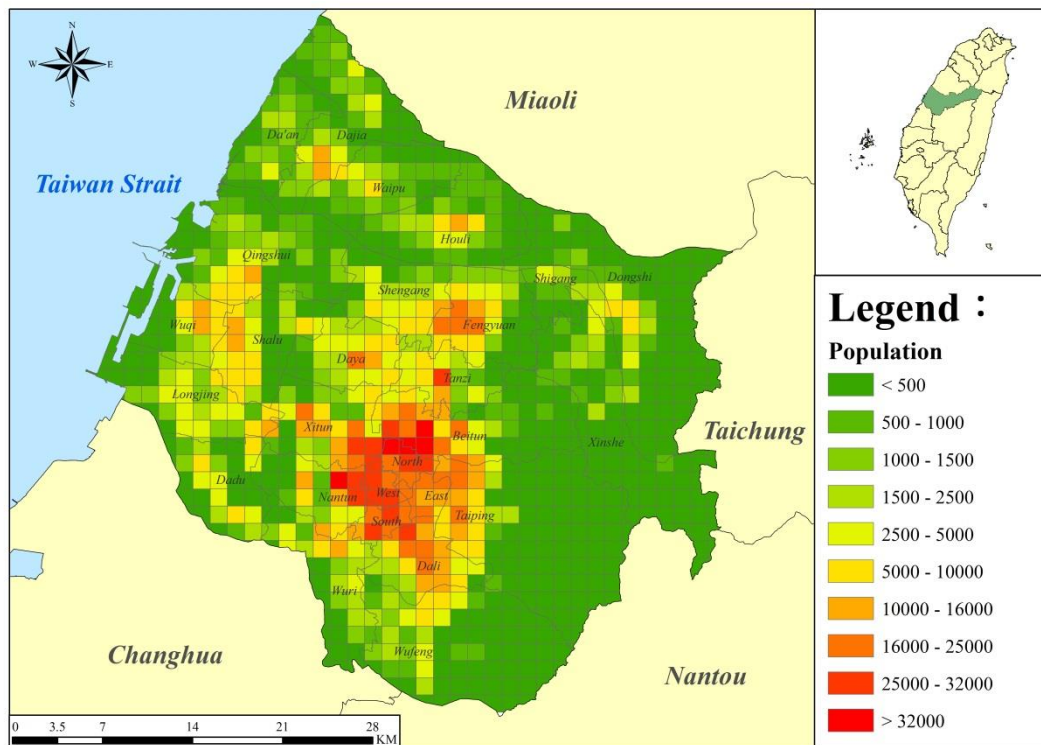 N
W E
S
Miaoli
Da'an Dajia
Taiwan Strait
Waipu
Houli
Qingshui
Shigang Dongshi
Shengang
Wuqi
Fengyuan
Shalu
Daya
Tanzi
Longjing
Xitun
Beitun
Xinshe
Taichung
North
Dadu
Nantun West East
South Taiping
Dali
Wuri
Wufeng
Changhua
Nantou
0 3.5 7 14 21 28
KM
Legend：
Population
< 500
500 - 1000
1000 - 1500
1500 - 2500
2500 - 5000
5000 - 10000
10000 - 16000
16000 - 25000
25000 - 32000
> 32000